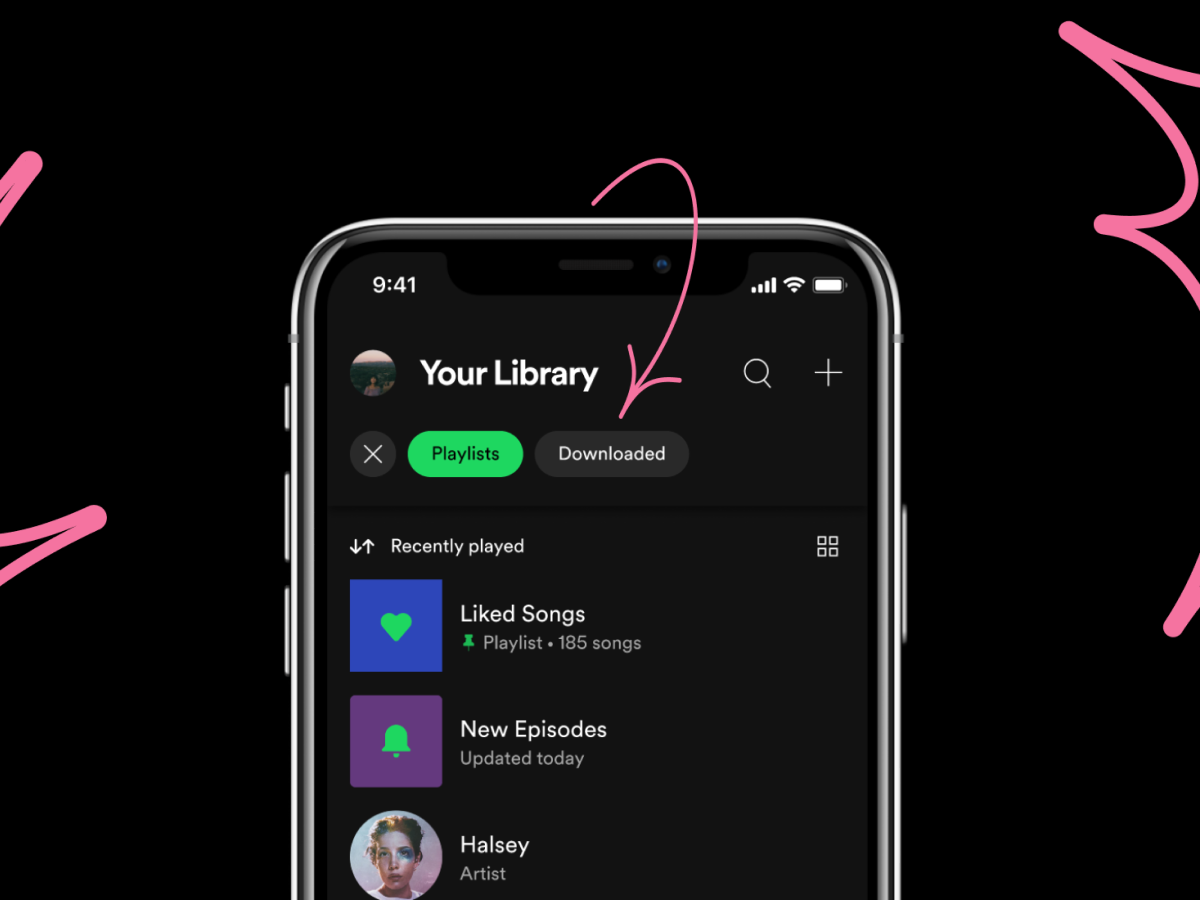 9:41
Your Library
Playlists Downloaded
Recently played
Liked Songs
Playlist • 185 songs
New Episodes
Updated today
Halsey
Artist